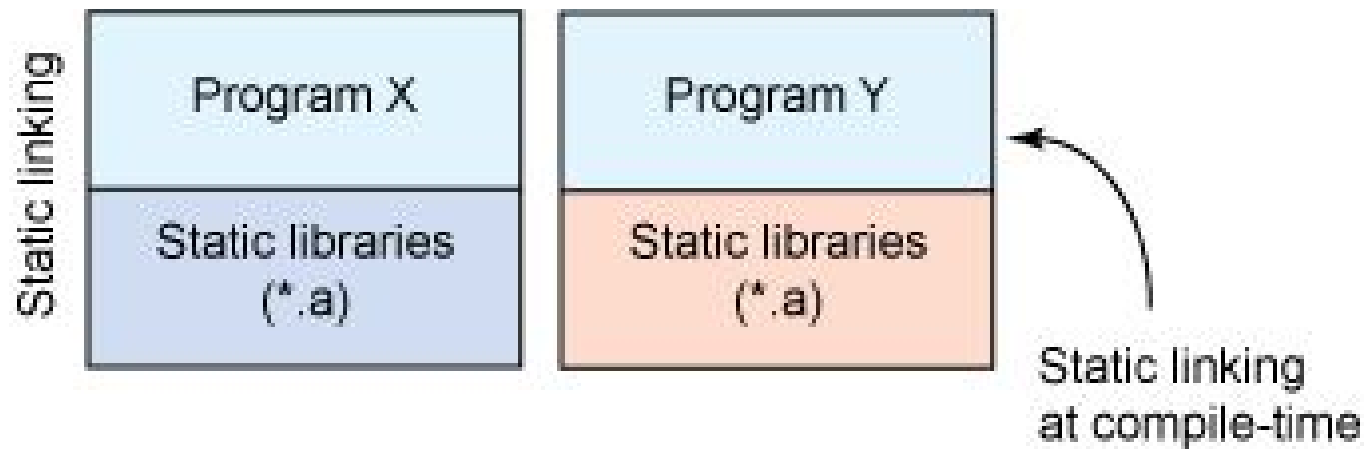 Static linking
Program X
Program Y
Static libraries
(*.a)
Static libraries
(*.a)
Static linking
at compile-time